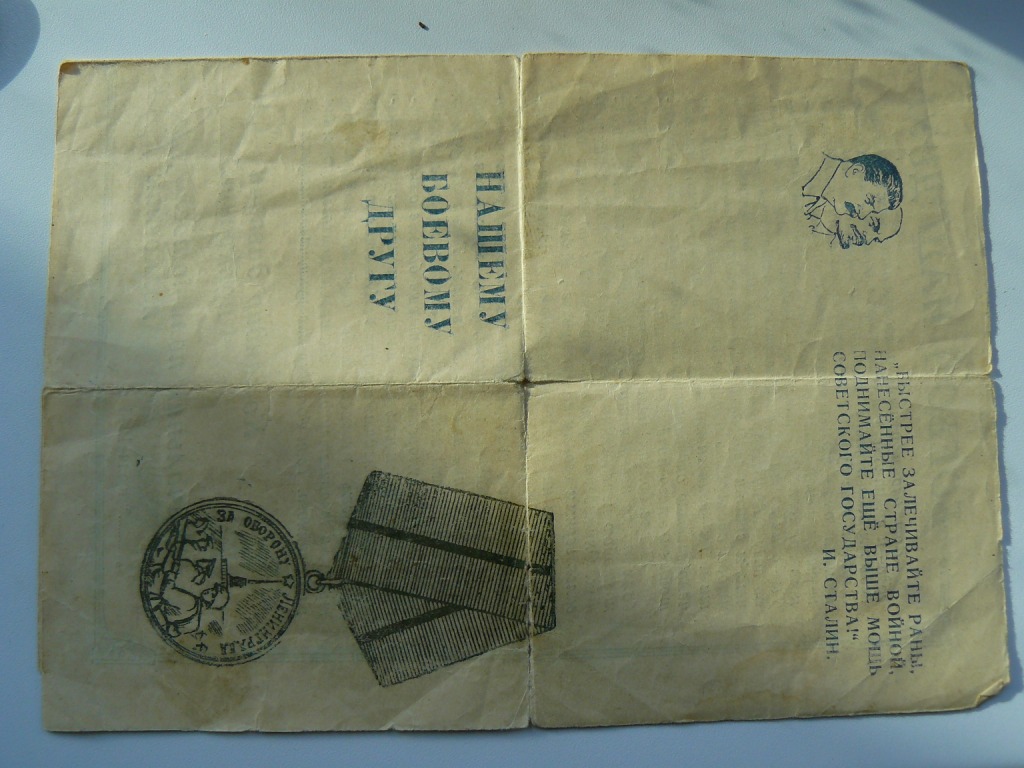 „БЫСТРЕЕ ЗАЛЕЧИВАЙТЕ РАНЫ,
НАНЕСЁННЫЕ СТРАНЕ ВОЙНОЙ,
ПОДНИМАЙТЕ ЕЩЁ ВЫШЕ МОЩЬ
СОВЕТСКОГО ГОСУДАРСТВА!“
И. СТАЛИН.
НАШЕМУ
БОЕВОМУ
ДРУГУ
ЗА ОБОРОНУ ЛЕНИНГРАДА